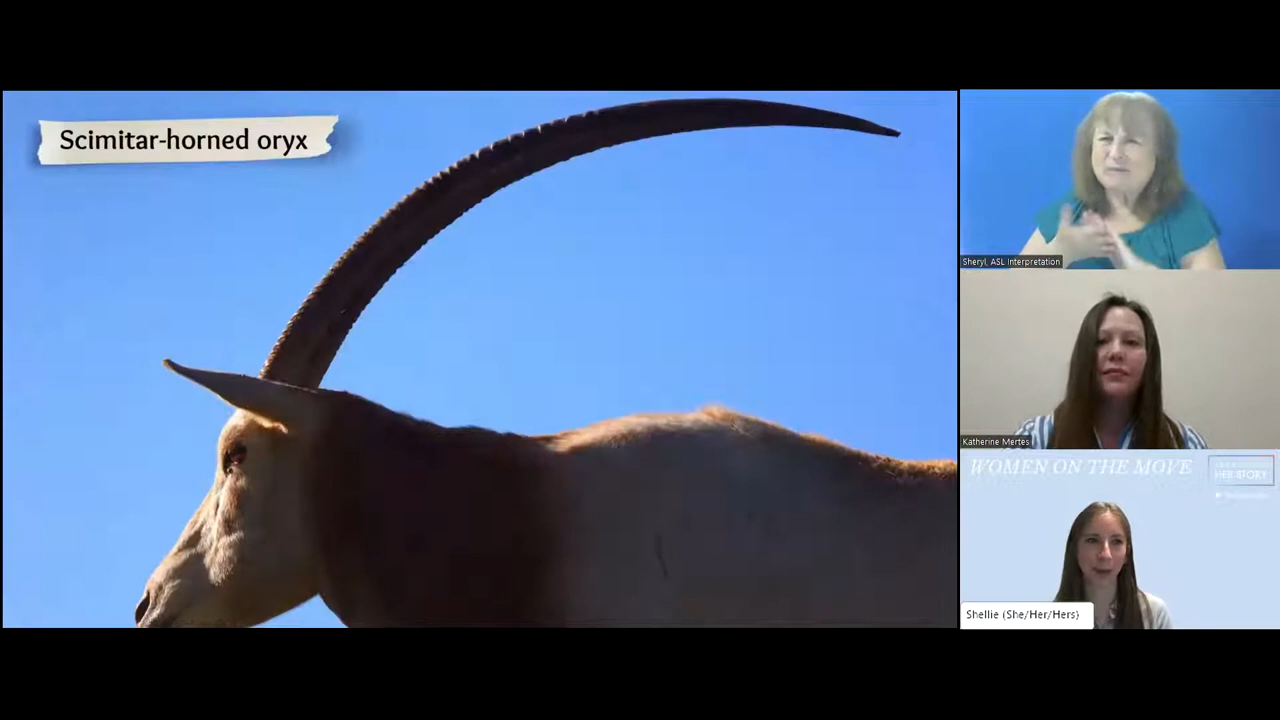 Scimitar-horned oryx
Sheryl, ASL Interpretation
Katherine Mertes
WOMEN ON THE MOVE
HER STORY
Shellie (She/Her/Hers)